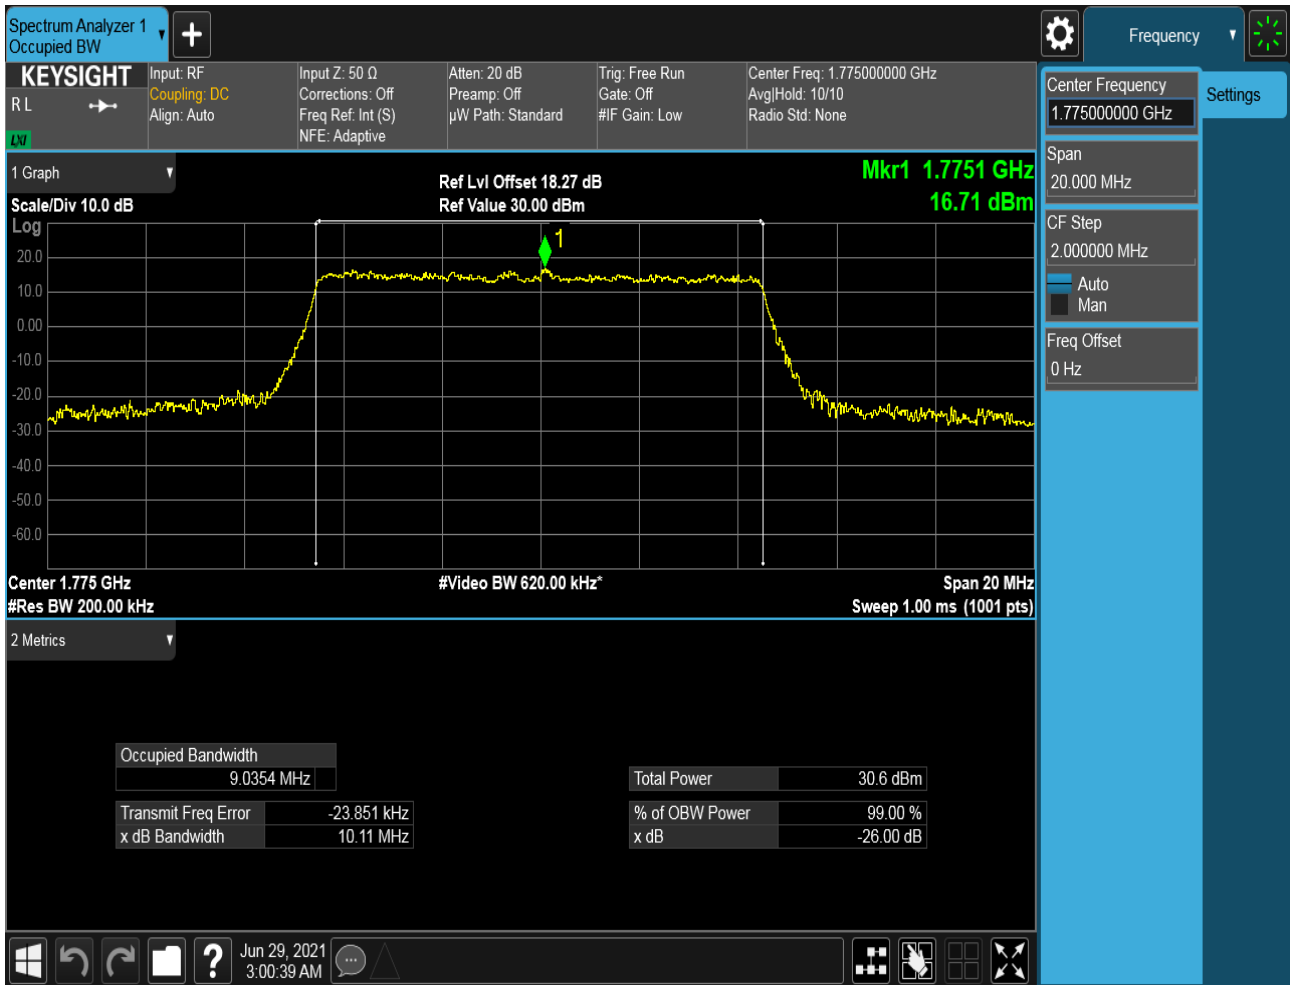 Spectrum Analyzer 1
Occupied BW
+
Frequency
KEYSIGHT
R L
LXI
Input: RF
Coupling: DC
Align: Auto
Input Z: 50 Ω
Corrections: Off
Freq Ref: Int (S)
NFE: Adaptive
Atten: 20 dB
Preamp: Off
µW Path: Standard
Trig: Free Run
Gate: Off
#IF Gain: Low
Center Freq: 1.775000000 GHz
Avg|Hold: 10/10
Radio Std: None
Center Frequency
1.775000000 GHz
Settings
Span
20.000 MHz
CF Step
2.000000 MHz
Auto
Man
Freq Offset
0 Hz
1 Graph
Scale/Div 10.0 dB
Ref Lvl Offset 18.27 dB
Ref Value 30.00 dBm
Mkr1 1.7751 GHz
16.71 dBm
Log
1
20.0
10.0
0.00
-10.0
-20.0
-30.0
-40.0
-50.0
-60.0
Center 1.775 GHz
#Video BW 620.00 kHz*
Span 20 MHz
#Res BW 200.00 kHz
Sweep 1.00 ms (1001 pts)
2 Metrics
Occupied Bandwidth
9.0354 MHz
Total Power 30.6 dBm
Transmit Freq Error -23.851 kHz
% of OBW Power 99.00 %
x dB Bandwidth 10.11 MHz
x dB -26.00 dB
?
Jun 29, 2021
3:00:39 AM